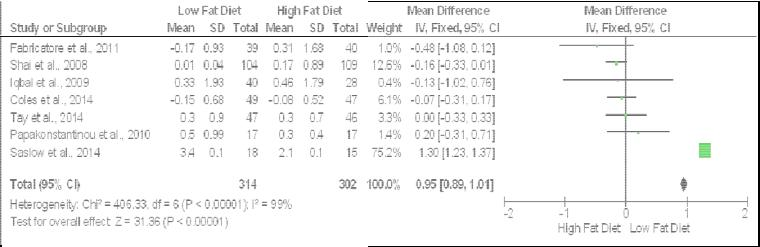 Low Fat Diet High Fat Diet Mean Difference Mean Difference
Study or Subgroup Mean SD Total Mean SD Total Weight IV, Fixed, 95% CI IV, Fixed, 95% CI
Fabricatore et al., 2011 -0.17 0.93 39 0.31 1.68 40 1.0% -0.48 [-1.08, 0.12]
Shai et al., 2008 0.01 0.04 104 0.17 0.89 109 12.6% -0.16 [-0.33, 0.01]
Iqbal et al., 2009 0.33 1.93 40 0.46 1.79 28 0.4% -0.13 [-1.02, 0.76]
Coles et al., 2014 -0.15 0.68 49 -0.08 0.52 47 6.1% -0.07 [-0.31, 0.17]
Tay et al., 2014 0.3 0.9 47 0.3 0.7 46 3.3% 0.00 [-0.33, 0.33]
Papakonstantinou et al., 2010 0.5 0.99 17 0.3 0.4 17 1.4% 0.20 [-0.31, 0.71]
Saslow et al., 2014 3.4 0.1 18 2.1 0.1 15 75.2% 1.30 [1.23, 1.37]
Total (95% CI) 314 302 100.0% 0.95 [0.89, 1.01]
Heterogeneity: Chi² = 406.33, df = 6 (P < 0.00001); I² = 99%
Test for overall effect: Z = 31.36 (P < 0.00001)
-2 -1 0 1 2
High Fat Diet Low Fat Diet